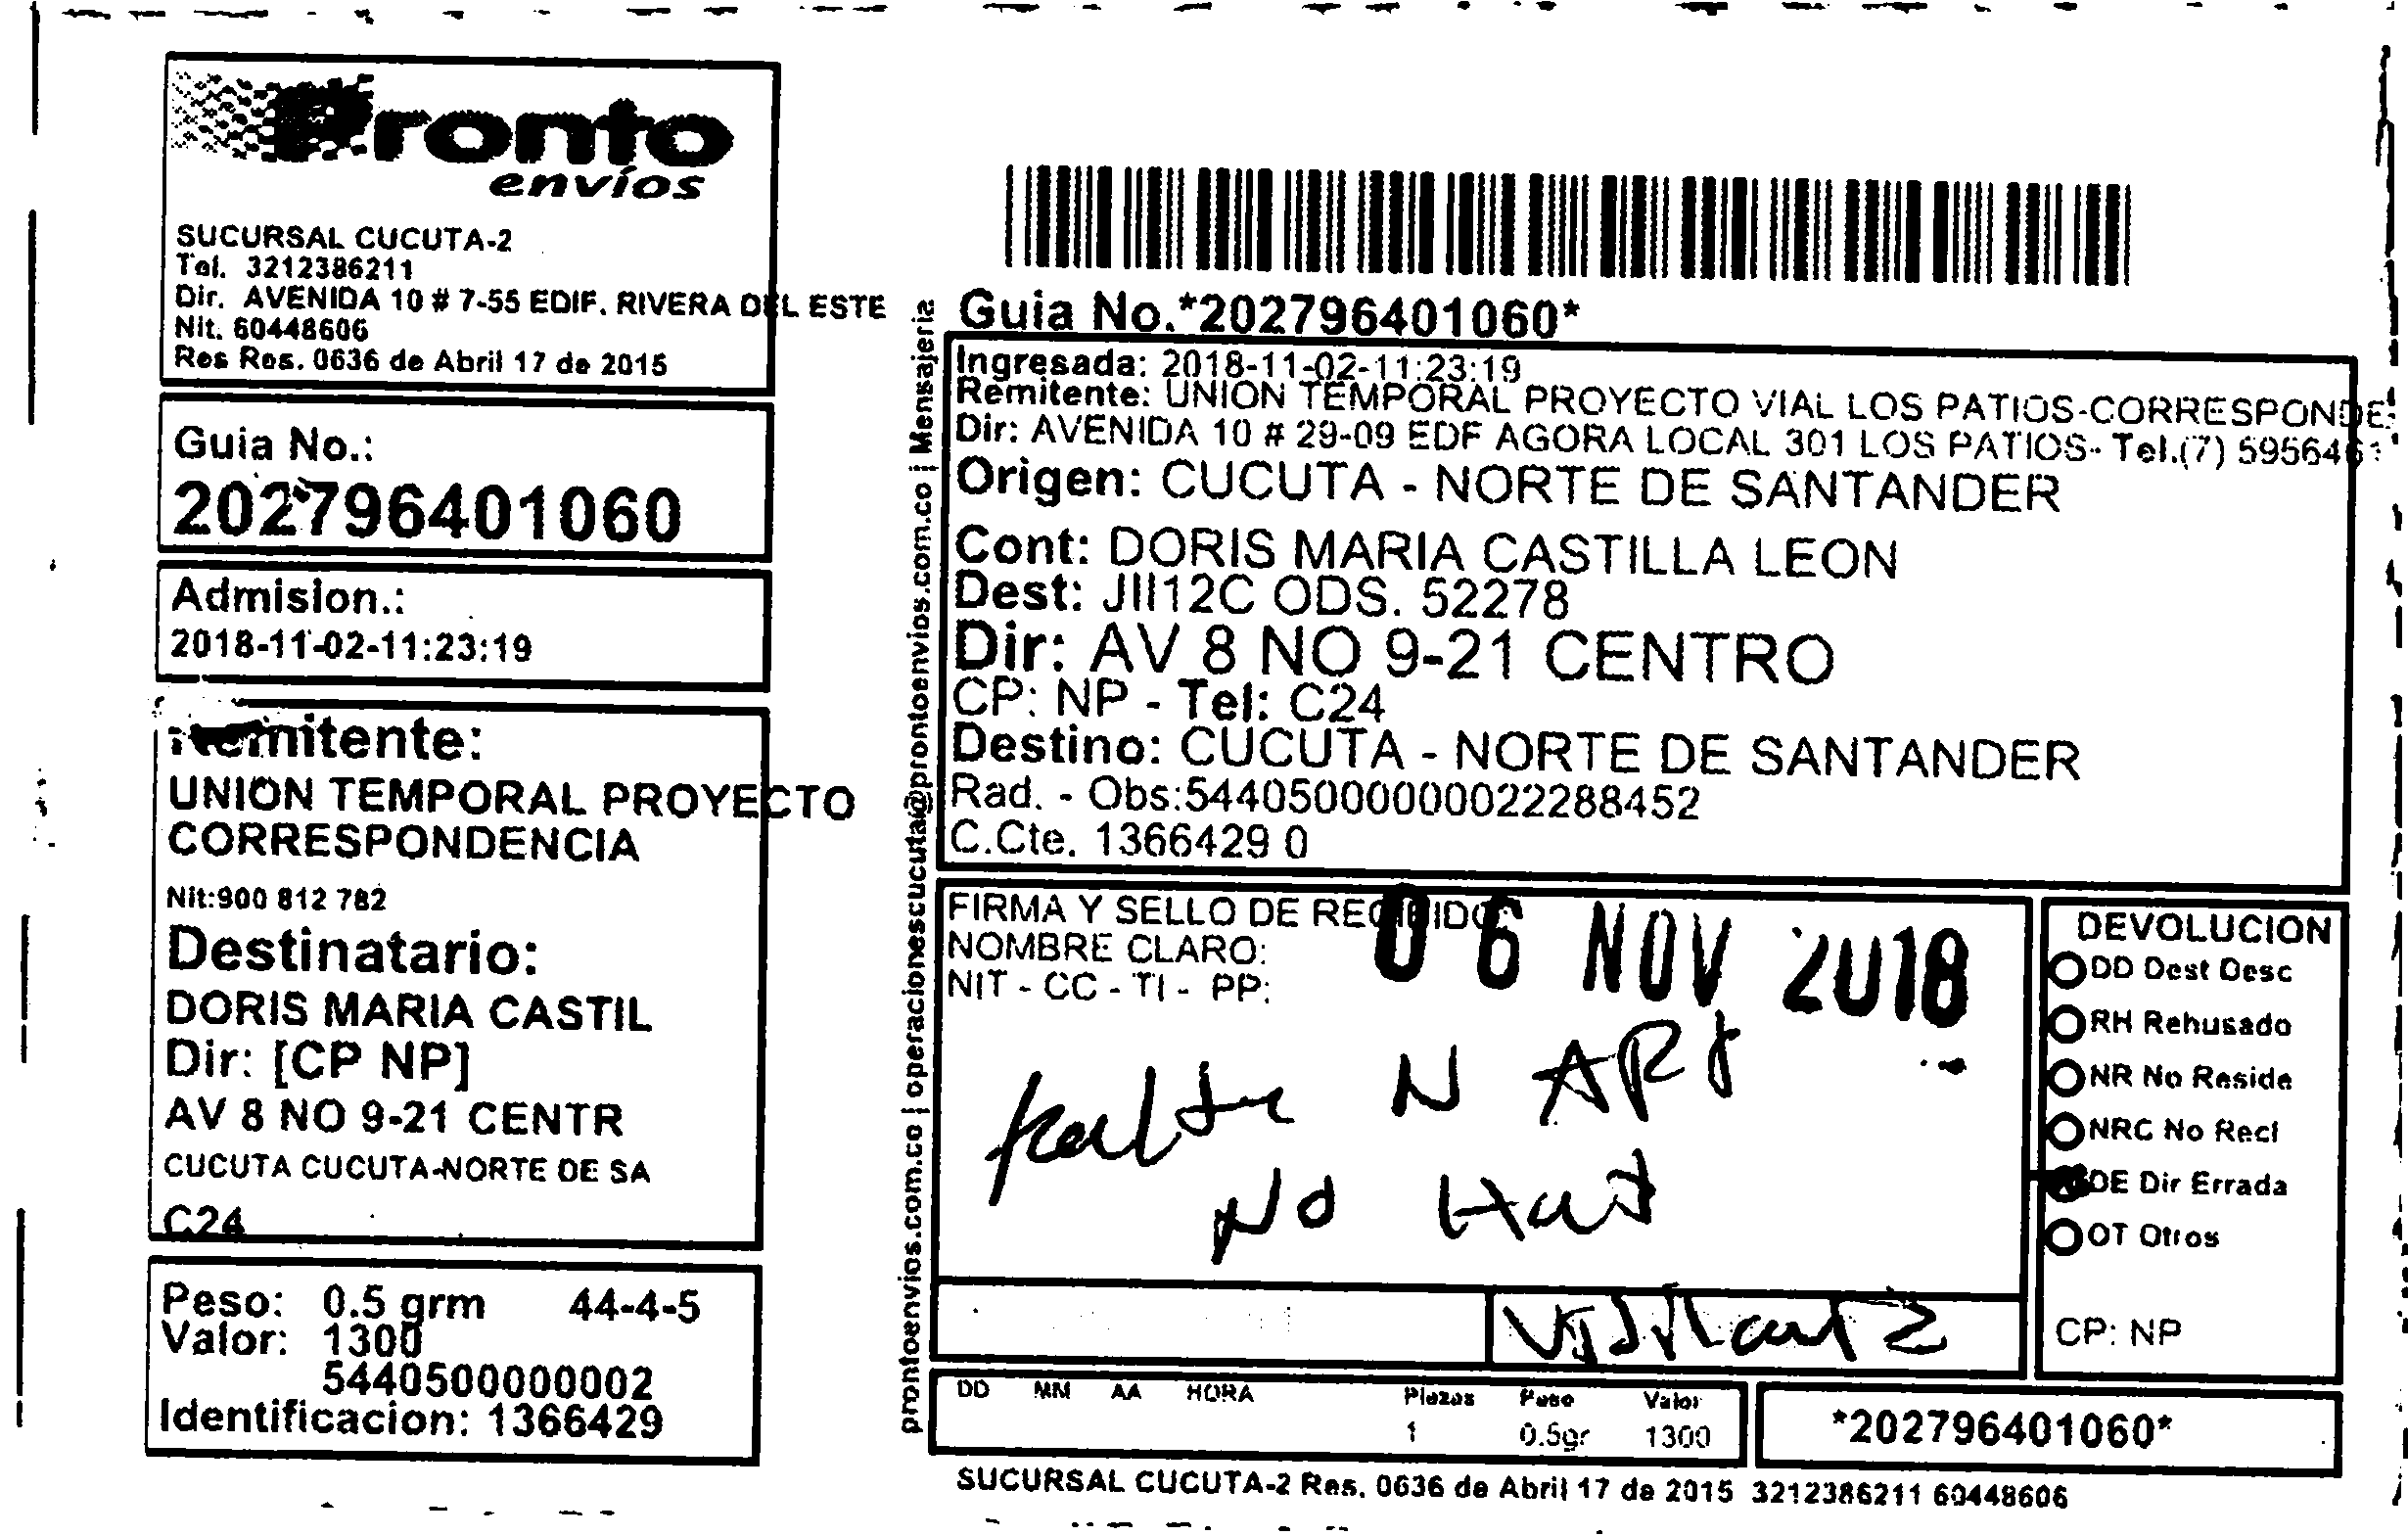 Pronto
envíos
SUCURSAL CUCUTA-2
Tel. 3212386211
Dir. AVENIDA 10 # 7-55 EDIF. RIVERA DEL ESTE
Nit. 60448606
Res Res. 0636 de Abril 17 de 2015
Guia No.:
202796401060
Admision.:
2018-11-02-11:23:19
Remitente:
UNION TEMPORAL PROYECTO
CORRESPONDENCIA
Nit:900 812 782
Destinatario:
DORIS MARIA CASTIL
Dir: [CP NP]
AV 8 NO 9-21 CENTR
CUCUTA CUCUTA-NORTE DE SA
C24
Peso: 0.5 grm 44-4-5
Valor: 1300
5440500000002
Identificacion: 1366429
prontoenvios.com.co | operacionescucuta@prontoenvios.com.co | Mensajeria
Guia No.*202796401060*
Ingresada: 2018-11-02-11:23:19
Remitente: UNION TEMPORAL PROYECTO VIAL LOS PATIOS-CORRESPONDE
Dir: AVENIDA 10 # 29-09 EDF AGORA LOCAL 301 LOS PATIOS- Tel.(7) 5956461
Origen: CUCUTA - NORTE DE SANTANDER
Cont: DORIS MARIA CASTILLA LEON
Dest: JII12C ODS. 52278
Dir: AV 8 NO 9-21 CENTRO
CP: NP - Tel: C24
Destino: CUCUTA - NORTE DE SANTANDER
Rad. - Obs:544050000000022288452
C.Cte. 1366429 0
FIRMA Y SELLO DE RECIBIDO:
NOMBRE CLARO:
NIT - CC - TI - PP:
06 NOV 2018
N APT
No
DEVOLUCION
DD Dest Desc
RH Rehusado
NR No Reside
NRC No Recl
DE Dir Errada
OT Otros
CP: NP
DD MM AA HORA Piezas Peso Valor
1 0.5gr 1300
*202796401060*
SUCURSAL CUCUTA-2 Res. 0636 de Abril 17 de 2015 3212386211 60448606